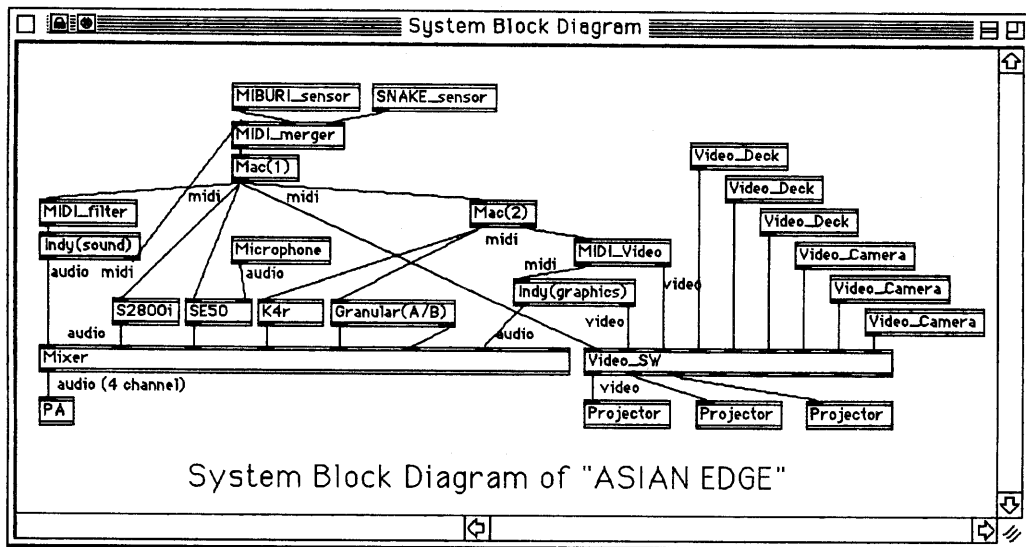 System Block Diagram
MIBURI_sensor
SNAKE_sensor
MIDI_merger
Mac(1)
Video_Deck
Video_Deck
Video_Deck
Video_Camera
Video_Camera
Video_Camera
midi
midi
MIDI_filter
Mac(2)
midi
Indy(sound)
Microphone
MIDI_Video
audio
midi
audio
midi
video
Indy(graphics)
S2800i
SE50
K4r
Granular(A/B)
audio
audio
video
Mixer
Video_SW
audio (4 channel)
video
PA
Projector
Projector
Projector
System Block Diagram of "ASIAN EDGE"